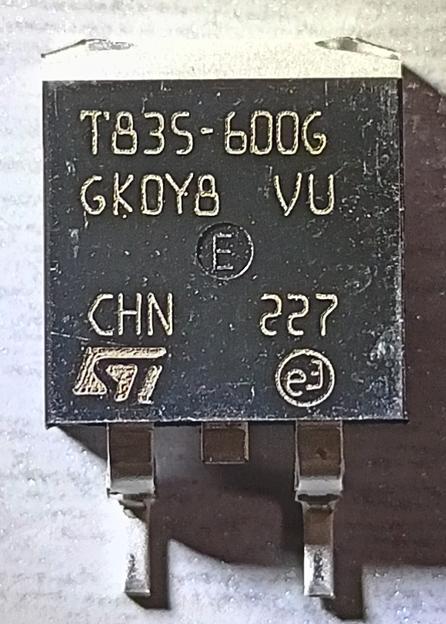 T835-600G
GK0Y8 VU
E
CHN 227
ST e3